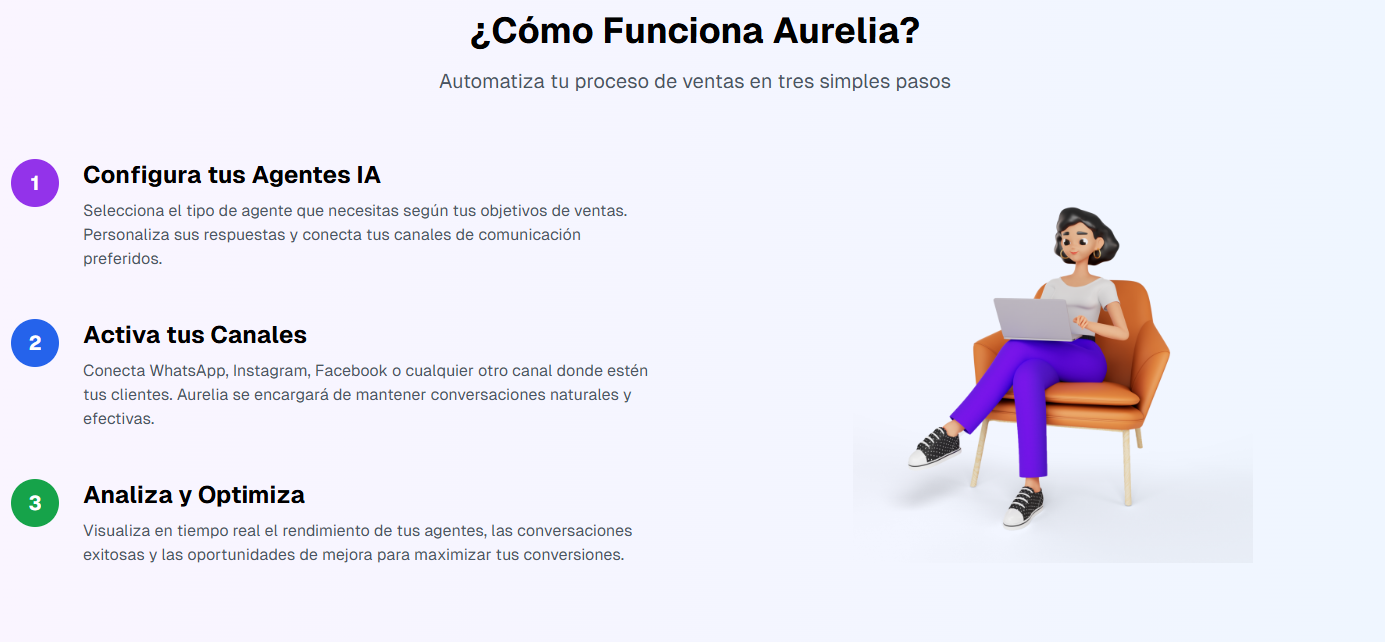 ¿Cómo Funciona Aurelia?
Automatiza tu proceso de ventas en tres simples pasos
1
Configura tus Agentes IA
Selecciona el tipo de agente que necesitas según tus objetivos de ventas.
Personaliza sus respuestas y conecta tus canales de comunicación
preferidos.
2
Activa tus Canales
Conecta WhatsApp, Instagram, Facebook o cualquier otro canal donde estén
tus clientes. Aurelia se encargará de mantener conversaciones naturales y
efectivas.
3
Analiza y Optimiza
Visualiza en tiempo real el rendimiento de tus agentes, las conversaciones
exitosas y las oportunidades de mejora para maximizar tus conversiones.